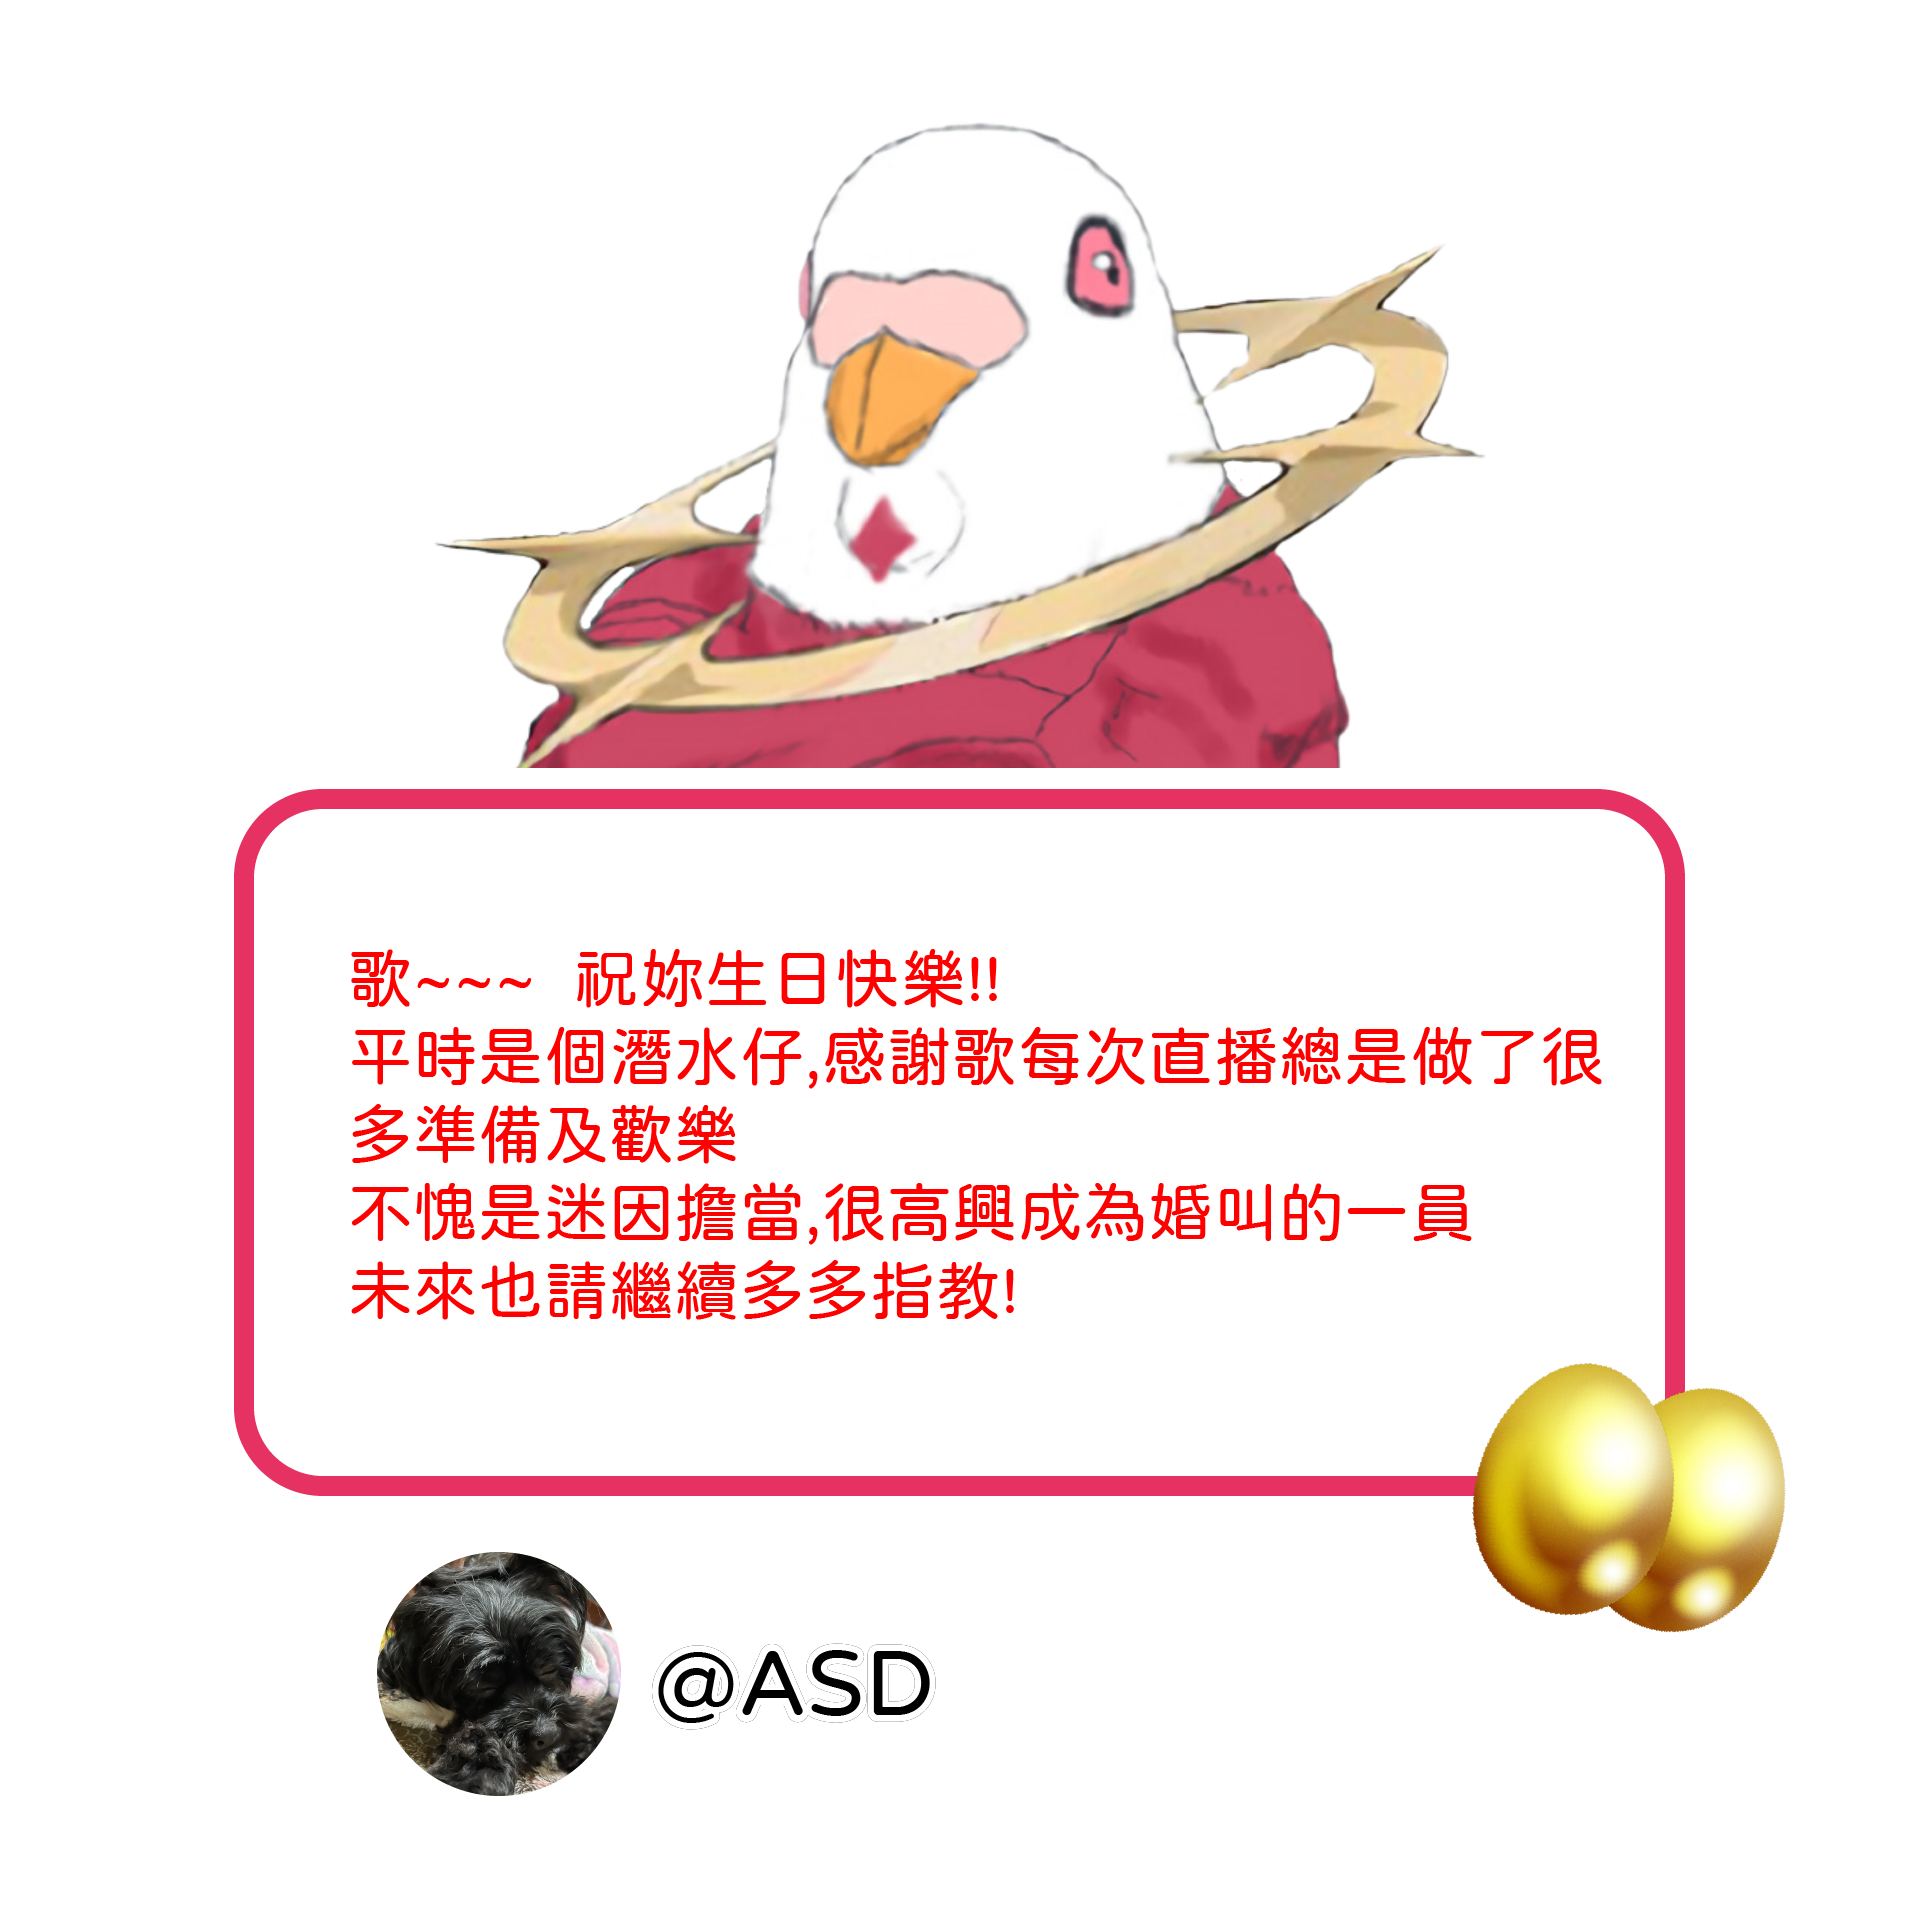 歌~~~ 祝妳生日快樂!!
平時是個潛水仔,感謝歌每次直播總是做了很
多準備及歡樂
不愧是迷因擔當,很高興成為婚叫的一員
未來也請繼續多多指教!
@ASD